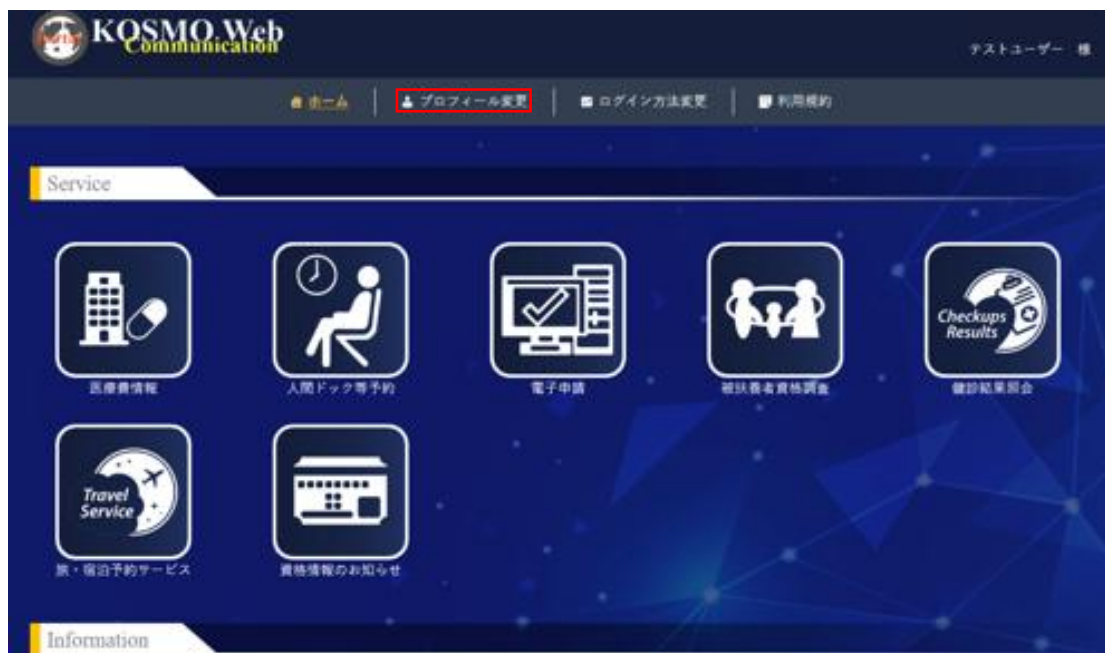 Portal
KOSMO Web
Communication
テストユーザー 様
ホーム
プロフィール変更
ログイン方法変更
利用規約
Service
Checkups
Results
医療費情報
人間ドック等予約
電子申請
被扶養者資格調査
健診結果照会
Travel
Service
旅・宿泊予約サービス
資格情報のお知らせ
Information